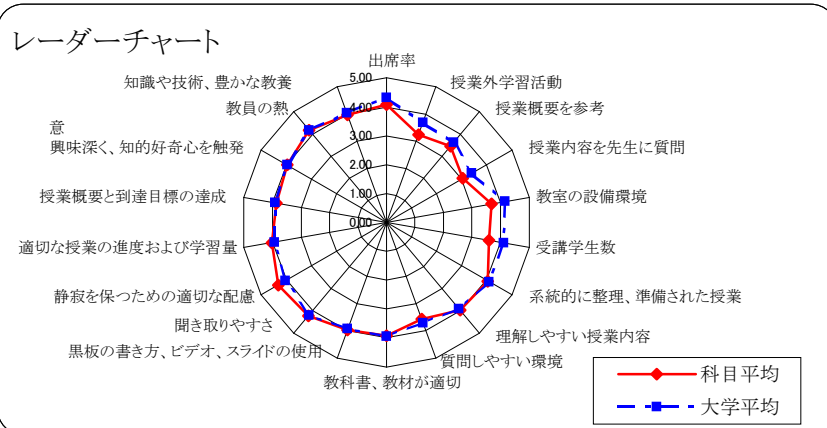 レーダーチャート
出席率
授業外学習活動
授業概要を参考
授業内容を先生に質問
教室の設備環境
受講学生数
系統的に整理、準備された授業
理解しやすい授業内容
質問しやすい環境
教科書、教材が適切
黒板の書き方、ビデオ、スライドの使用
聞き取りやすさ
静寂を保つための適切な配慮
適切な授業の進度および学習量
授業概要と到達目標の達成
興味深く、知的好奇心を触発
教員の熱
意
知識や技術、豊かな教養
5.00
4.00
3.00
2.00
1.00
0.00
科目平均
大学平均